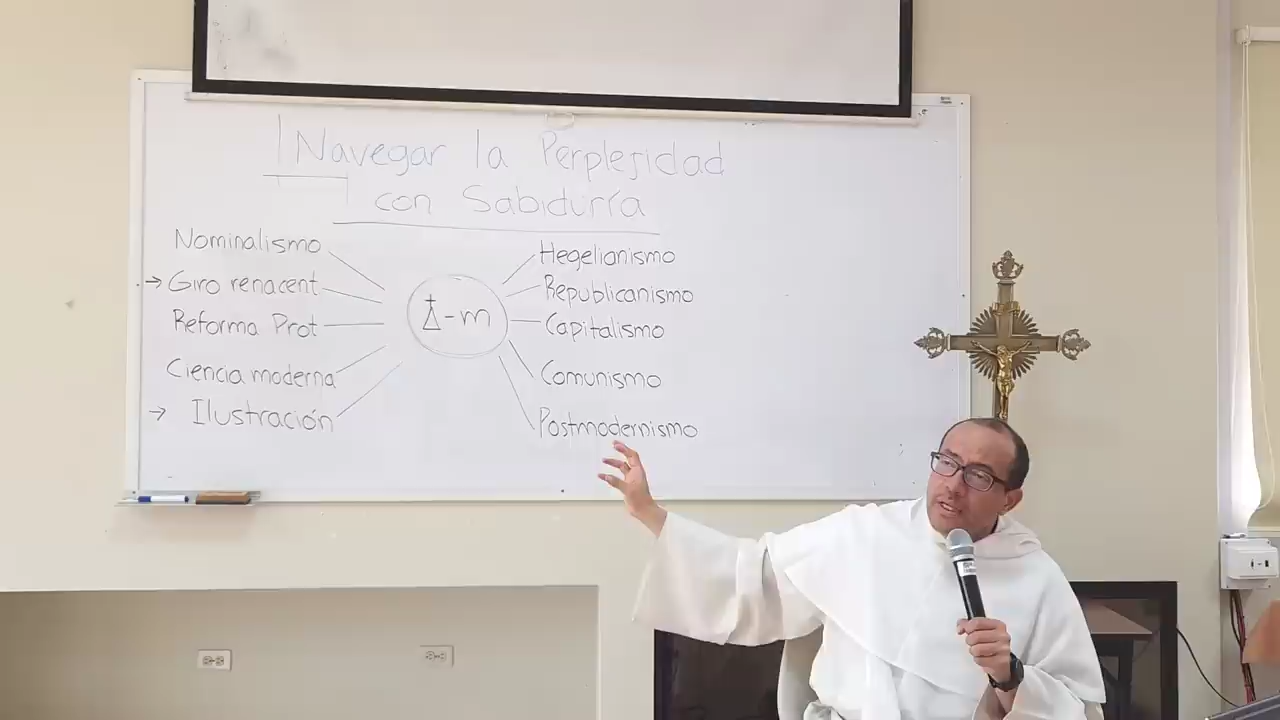 Navegar la Perplejidad
con Sabiduría
Nominalismo
→ Giro renacent
Reforma Prot
Ciencia moderna
→ Ilustración
-m
Hegelianismo
Republicanismo
Capitalismo
Comunismo
Postmodernismo